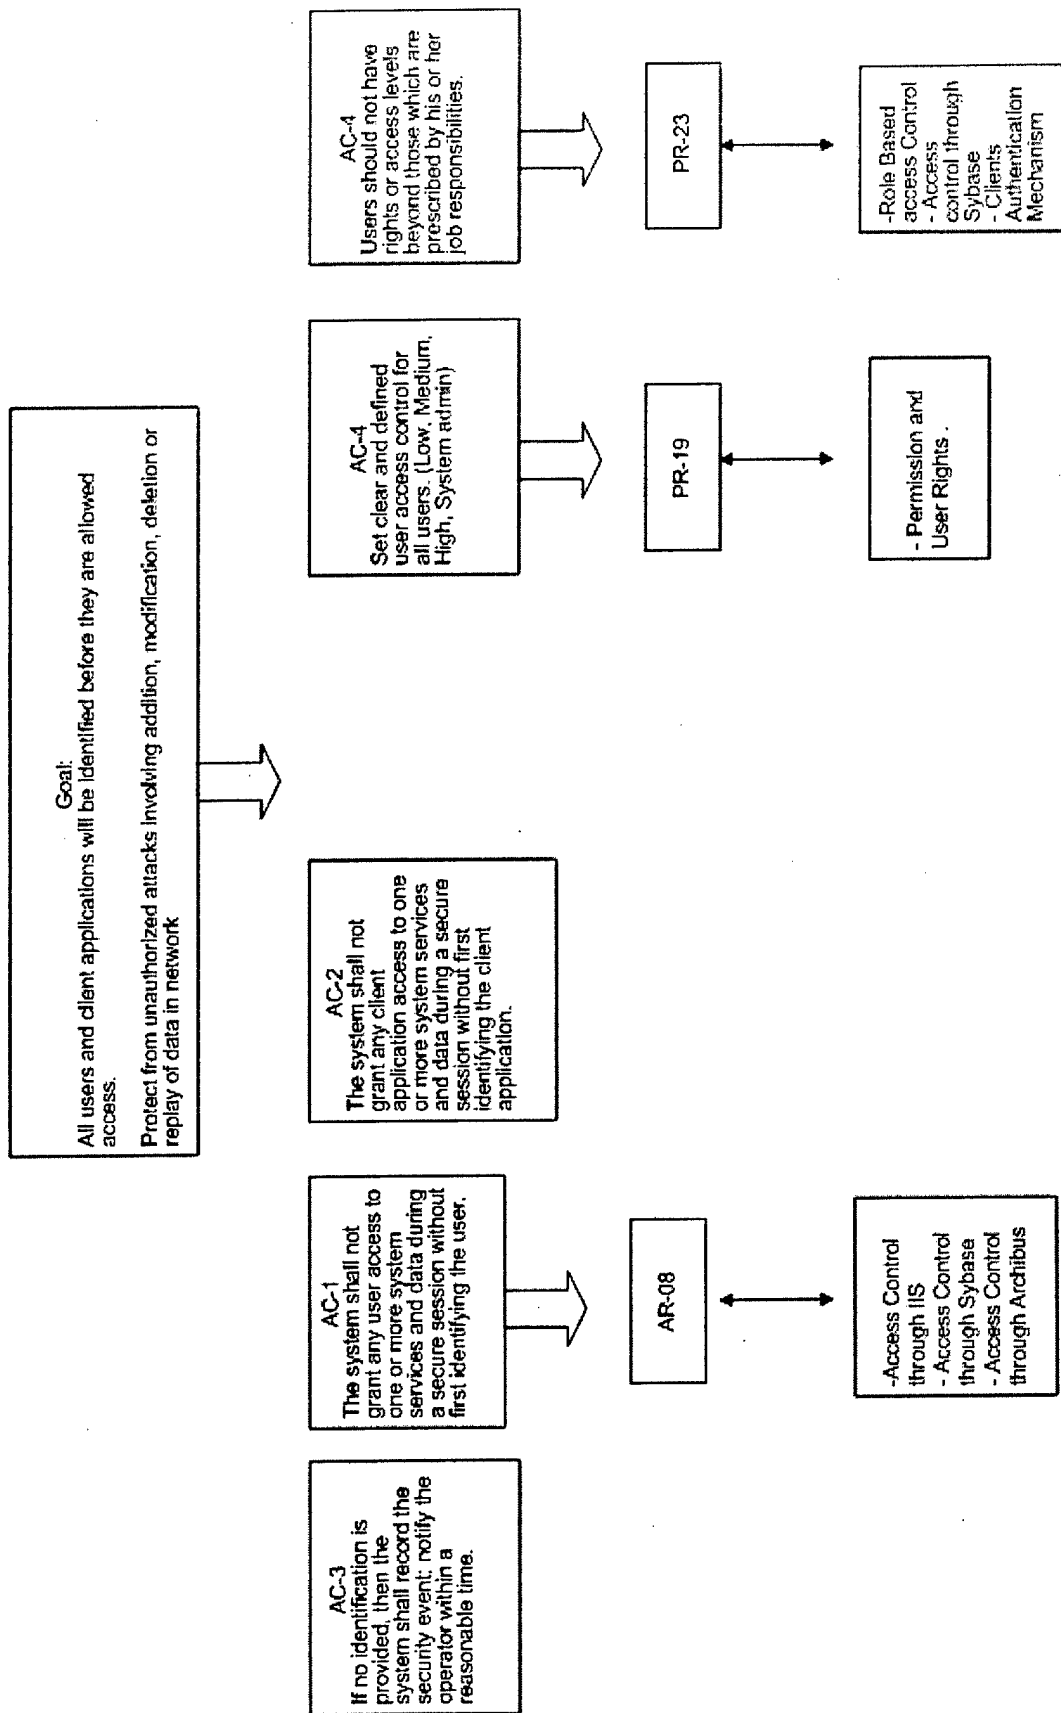 Goal:
All users and client applications will be identified before they are allowed
access.
Protect from unauthorized attacks involving addition, modification, deletion or
replay of data in network
AC-3
If no identification is
provided, then the
system shall record the
security event; notify the
operator within a
reasonable time.
AC-1
The system shall not
grant any user access to
one or more system
services and data during
a secure session without
first identifying the user.
AC-2
The system shall not
grant any client
application access to one
or more system services
and data during a secure
session without first
identifying the client
application.
AC-4
Set clear and defined
user access control for
all users. (Low, Medium,
High, System admin)
AC-4
Users should not have
rights or access levels
beyond those which are
prescribed by his or her
job responsibilities.
AR-08
PR-19
PR-23
-Access Control
through IIS
- Access Control
through Sybase
- Access Control
through Archibus
- Permission and
User Rights .
-Role Based
access Control
- Access
control through
Sybase
- Clients
Authentication
Mechanism